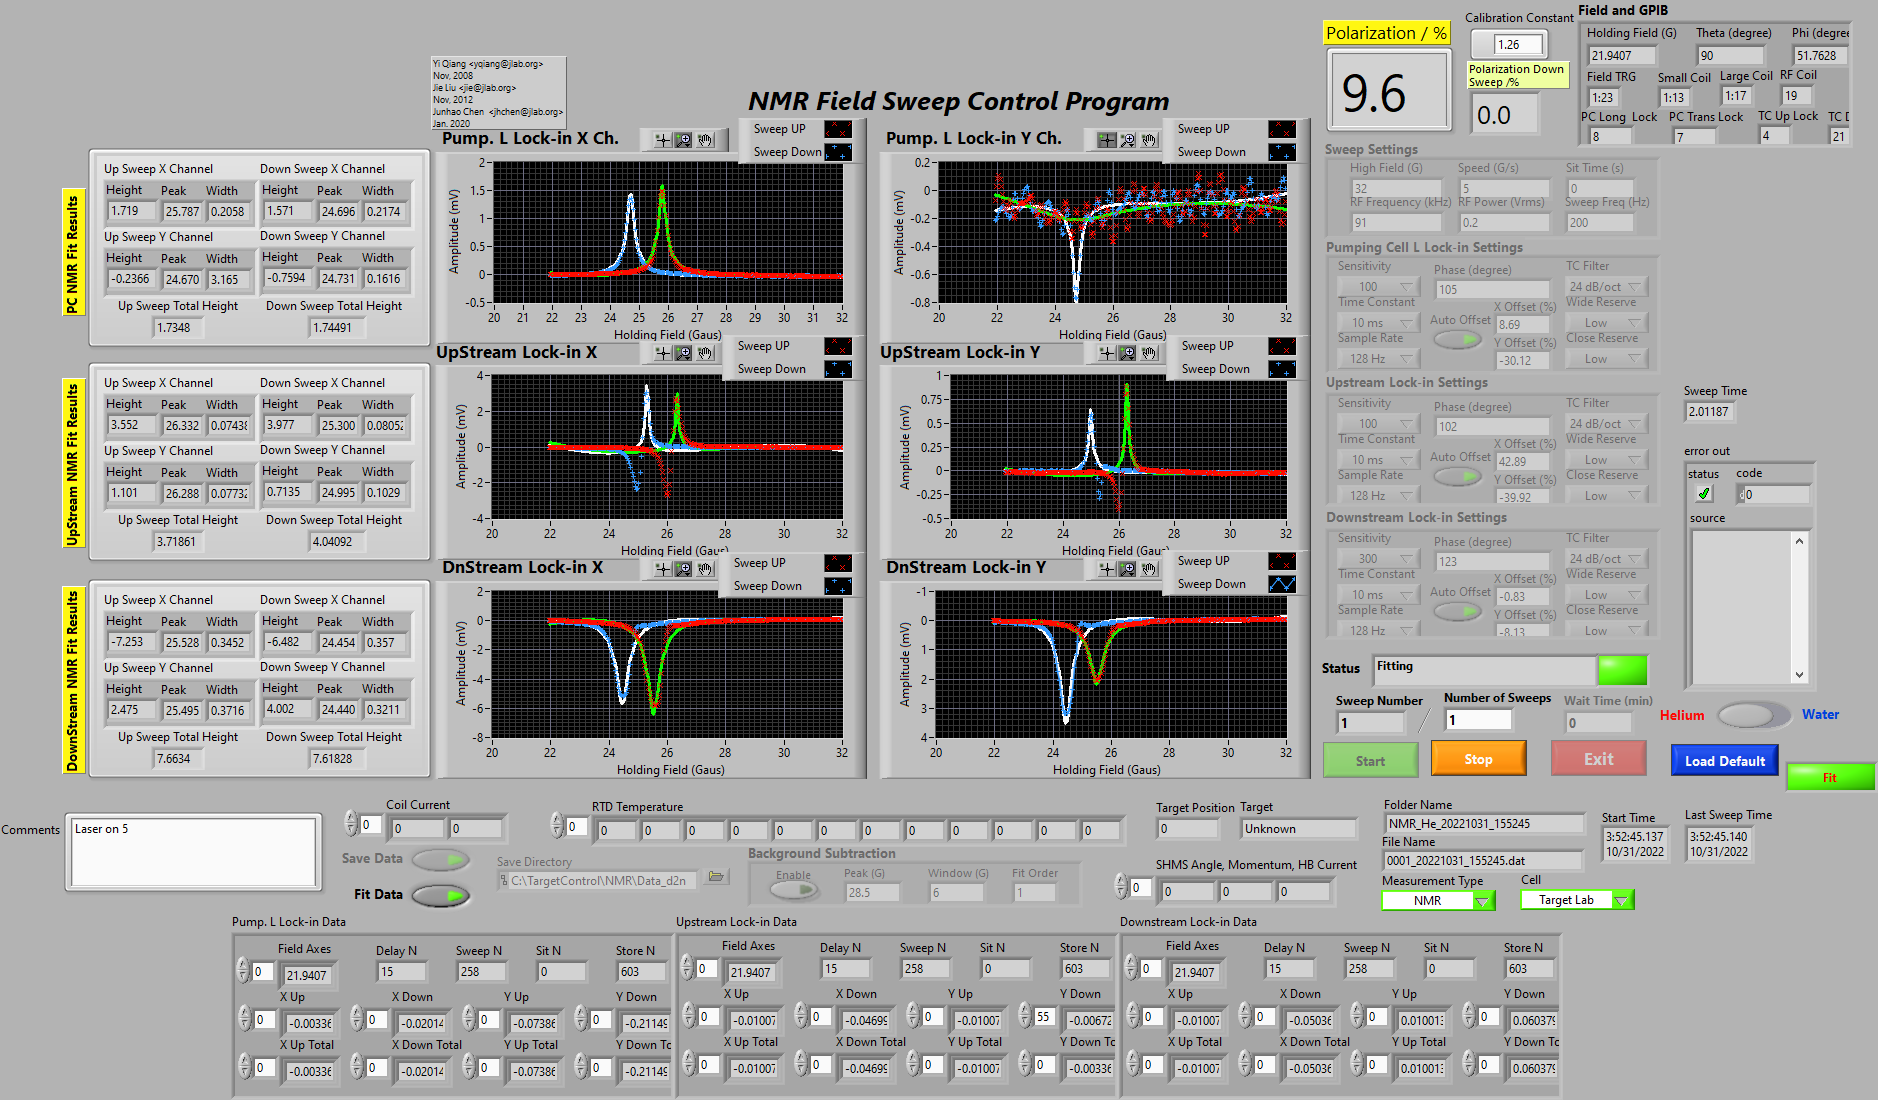 Yi Qiang <yqiang@jlab.org>
Nov, 2008
Jie Liu <jie@jlab.org>
Nov, 2012
Junhao Chen <jhchen@jlab.org>
Jan. 2020
NMR Field Sweep Control Program
Polarization / %
9.6
Calibration Constant
1.26
Polarization Down
Sweep /%
0.0
Field and GPIB
Holding Field (G) Theta (degree) Phi (degree
21.9407 90 51.7628
Field TRG Small Coil Large Coil RF Coil
1:23 1:13 1:17 19
PC Long Lock PC Trans Lock TC Up Lock TC D
8 7 4 21
PC NMR Fit Results
Up Sweep X Channel Down Sweep X Channel
Height Peak Width Height Peak Width
1.719 25.787 0.2058 1.571 24.696 0.2174
Up Sweep Y Channel Down Sweep Y Channel
Height Peak Width Height Peak Width
-0.2366 24.670 3.165 -0.7594 24.731 0.1616
Up Sweep Total Height Down Sweep Total Height
1.7348 1.74491
Pump. L Lock-in X Ch.
Sweep UP
Sweep Down
Amplitude (mV)
2
1.5
1
0.5
0
-0.5
20 21 22 23 24 25 26 27 28 29 30 31 32
Holding Field (Gaus)
Pump. L Lock-in Y Ch.
Sweep UP
Sweep Down
Amplitude (mV)
0.2
0
-0.2
-0.4
-0.6
-0.8
20 22 24 26 28 30 32
Holding Field (Gaus)
UpStream NMR Fit Results
Up Sweep X Channel Down Sweep X Channel
Height Peak Width Height Peak Width
3.552 26.332 0.07436 3.977 25.300 0.08052
Up Sweep Y Channel Down Sweep Y Channel
Height Peak Width Height Peak Width
1.101 26.288 0.07732 0.7135 24.995 0.1029
Up Sweep Total Height Down Sweep Total Height
3.71861 4.04092
UpStream Lock-in X
Sweep UP
Sweep Down
Amplitude (mV)
4
2
0
-2
-4
20 22 24 26 28 30 32
Holding Field (Gaus)
UpStream Lock-in Y
Sweep UP
Sweep Down
Amplitude (mV)
1
0.75
0.5
0.25
0
-0.25
-0.5
20 22 24 26 28 30 32
Holding Field (Gaus)
DownStream NMR Fit Results
Up Sweep X Channel Down Sweep X Channel
Height Peak Width Height Peak Width
-7.253 25.528 0.3452 -6.482 24.454 0.357
Up Sweep Y Channel Down Sweep Y Channel
Height Peak Width Height Peak Width
2.475 25.495 0.3716 4.002 24.440 0.3211
Up Sweep Total Height Down Sweep Total Height
7.6634 7.61828
DnStream Lock-in X
Sweep UP
Sweep Down
Amplitude (mV)
2
0
-2
-4
-6
-8
20 22 24 26 28 30 32
Holding Field (Gaus)
DnStream Lock-in Y
Sweep UP
Sweep Down
Amplitude (mV)
-1
0
1
2
3
4
20 22 24 26 28 30 32
Holding Field (Gaus)
Sweep Settings
High Field (G) Speed (G/s) Sit Time (s)
32 5 0
RF Frequency (kHz) RF Power (Vrms) Sweep Freq (Hz)
91 0.2 200
Pumping Cell L Lock-in Settings
Sensitivity Phase (degree) TC Filter
100 105 24 dB/oct
Time Constant X Offset (%) Wide Reserve
10 ms Auto Offset 8.69 Low
Sample Rate Y Offset (%) Close Reserve
128 Hz -30.12 Low
Upstream Lock-in Settings
Sensitivity Phase (degree) TC Filter
100 102 24 dB/oct
Time Constant X Offset (%) Wide Reserve
10 ms Auto Offset 42.89 Low
Sample Rate Y Offset (%) Close Reserve
128 Hz -39.92 Low
Downstream Lock-in Settings
Sensitivity Phase (degree) TC Filter
300 123 24 dB/oct
Time Constant X Offset (%) Wide Reserve
10 ms Auto Offset -0.83 Low
Sample Rate Y Offset (%) Close Reserve
128 Hz -8.13 Low
Sweep Time
2.01187
error out
status code
0
source
Status Fitting
Sweep Number Number of Sweeps Wait Time (min)
1 / 1 0
Helium Water
Start Stop Exit Load Default Fit
Comments
Laser on 5
Coil Current
0 0 0
Save Data
Fit Data
RTD Temperature
0 0 0 0 0 0 0 0 0 0 0 0 0
Save Directory
C:\TargetControl\NMR\Data_d2n
Background Subtraction
Enable Peak (G) Window (G) Fit Order
28.5 6 1
Target Position Target
0 Unknown
SHMS Angle, Momentum, HB Current
0 0 0 0
Folder Name
NMR_He_20221031_155245
File Name
0001_20221031_155245.dat
Measurement Type Cell
NMR Target Lab
Start Time Last Sweep Time
3:52:45.137 3:52:45.140
10/31/2022 10/31/2022
Pump. L Lock-in Data
Field Axes Delay N Sweep N Sit N Store N
0 21.9407 15 258 0 603
X Up X Down Y Up Y Down
0 -0.00336 0 -0.02014 0 -0.07386 0 -0.21149
X Up Total X Down Total Y Up Total Y Down To
0 -0.00336 0 -0.02014 0 -0.07386 0 -0.21149
Upstream Lock-in Data
Field Axes Delay N Sweep N Sit N Store N
0 21.9407 15 258 0 603
X Up X Down Y Up Y Down
0 -0.01007 0 -0.04699 0 -0.01007 55 -0.00672
X Up Total X Down Total Y Up Total Y Down To
0 -0.01007 0 -0.04699 0 -0.01007 0 -0.00336
Downstream Lock-in Data
Field Axes Delay N Sweep N Sit N Store N
0 21.9407 15 258 0 603
X Up X Down Y Up Y Down
0 -0.01007 0 -0.05036 0 0.010013 0 0.060379
X Up Total X Down Total Y Up Total Y Down To
0 -0.01007 0 -0.05036 0 0.010013 0 0.060379